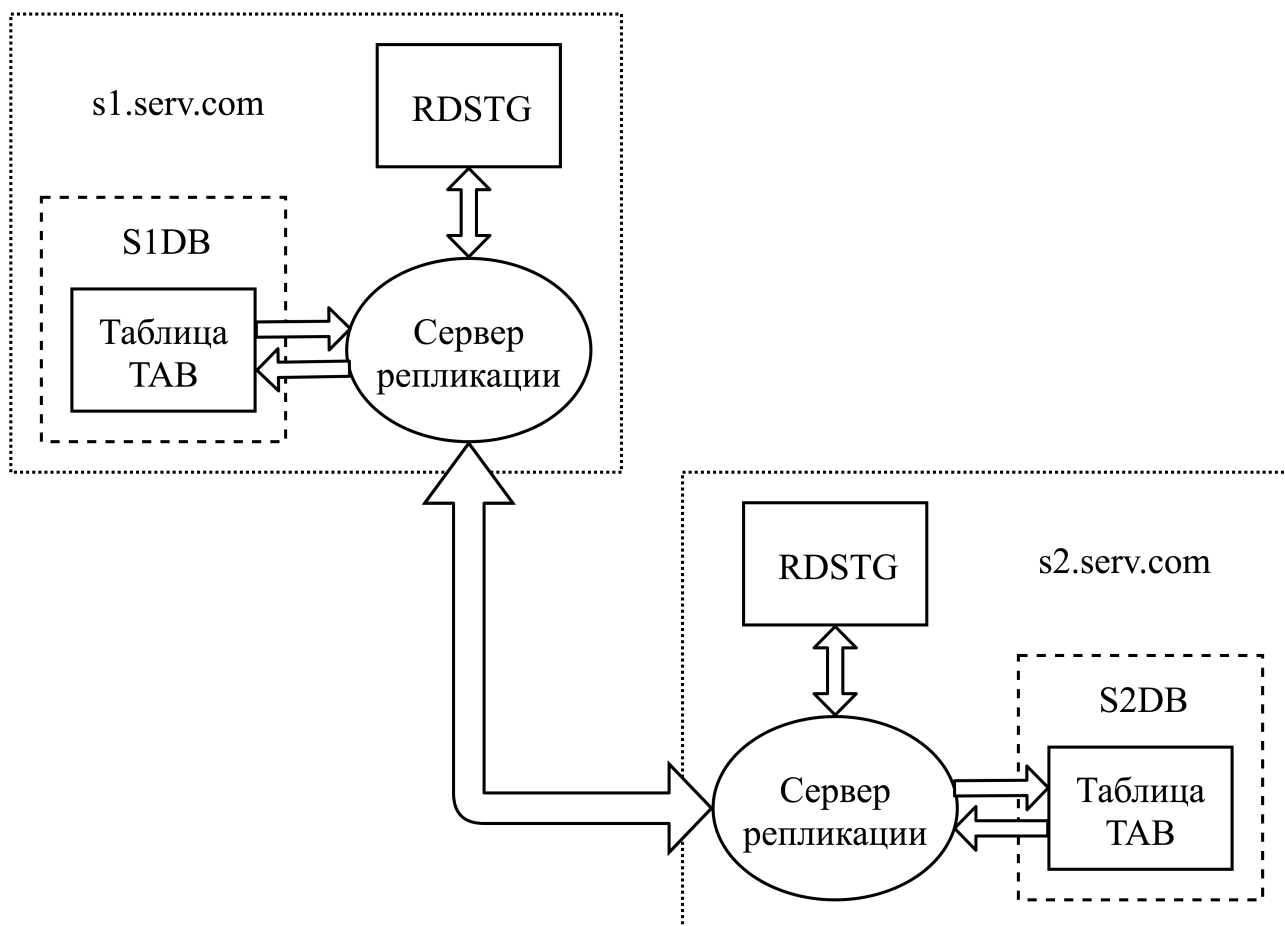 s1.serv.com
RDSTG
S1DB
Таблица
TAB
Сервер
репликации
RDSTG
s2.serv.com
S2DB
Сервер
репликации
Таблица
TAB